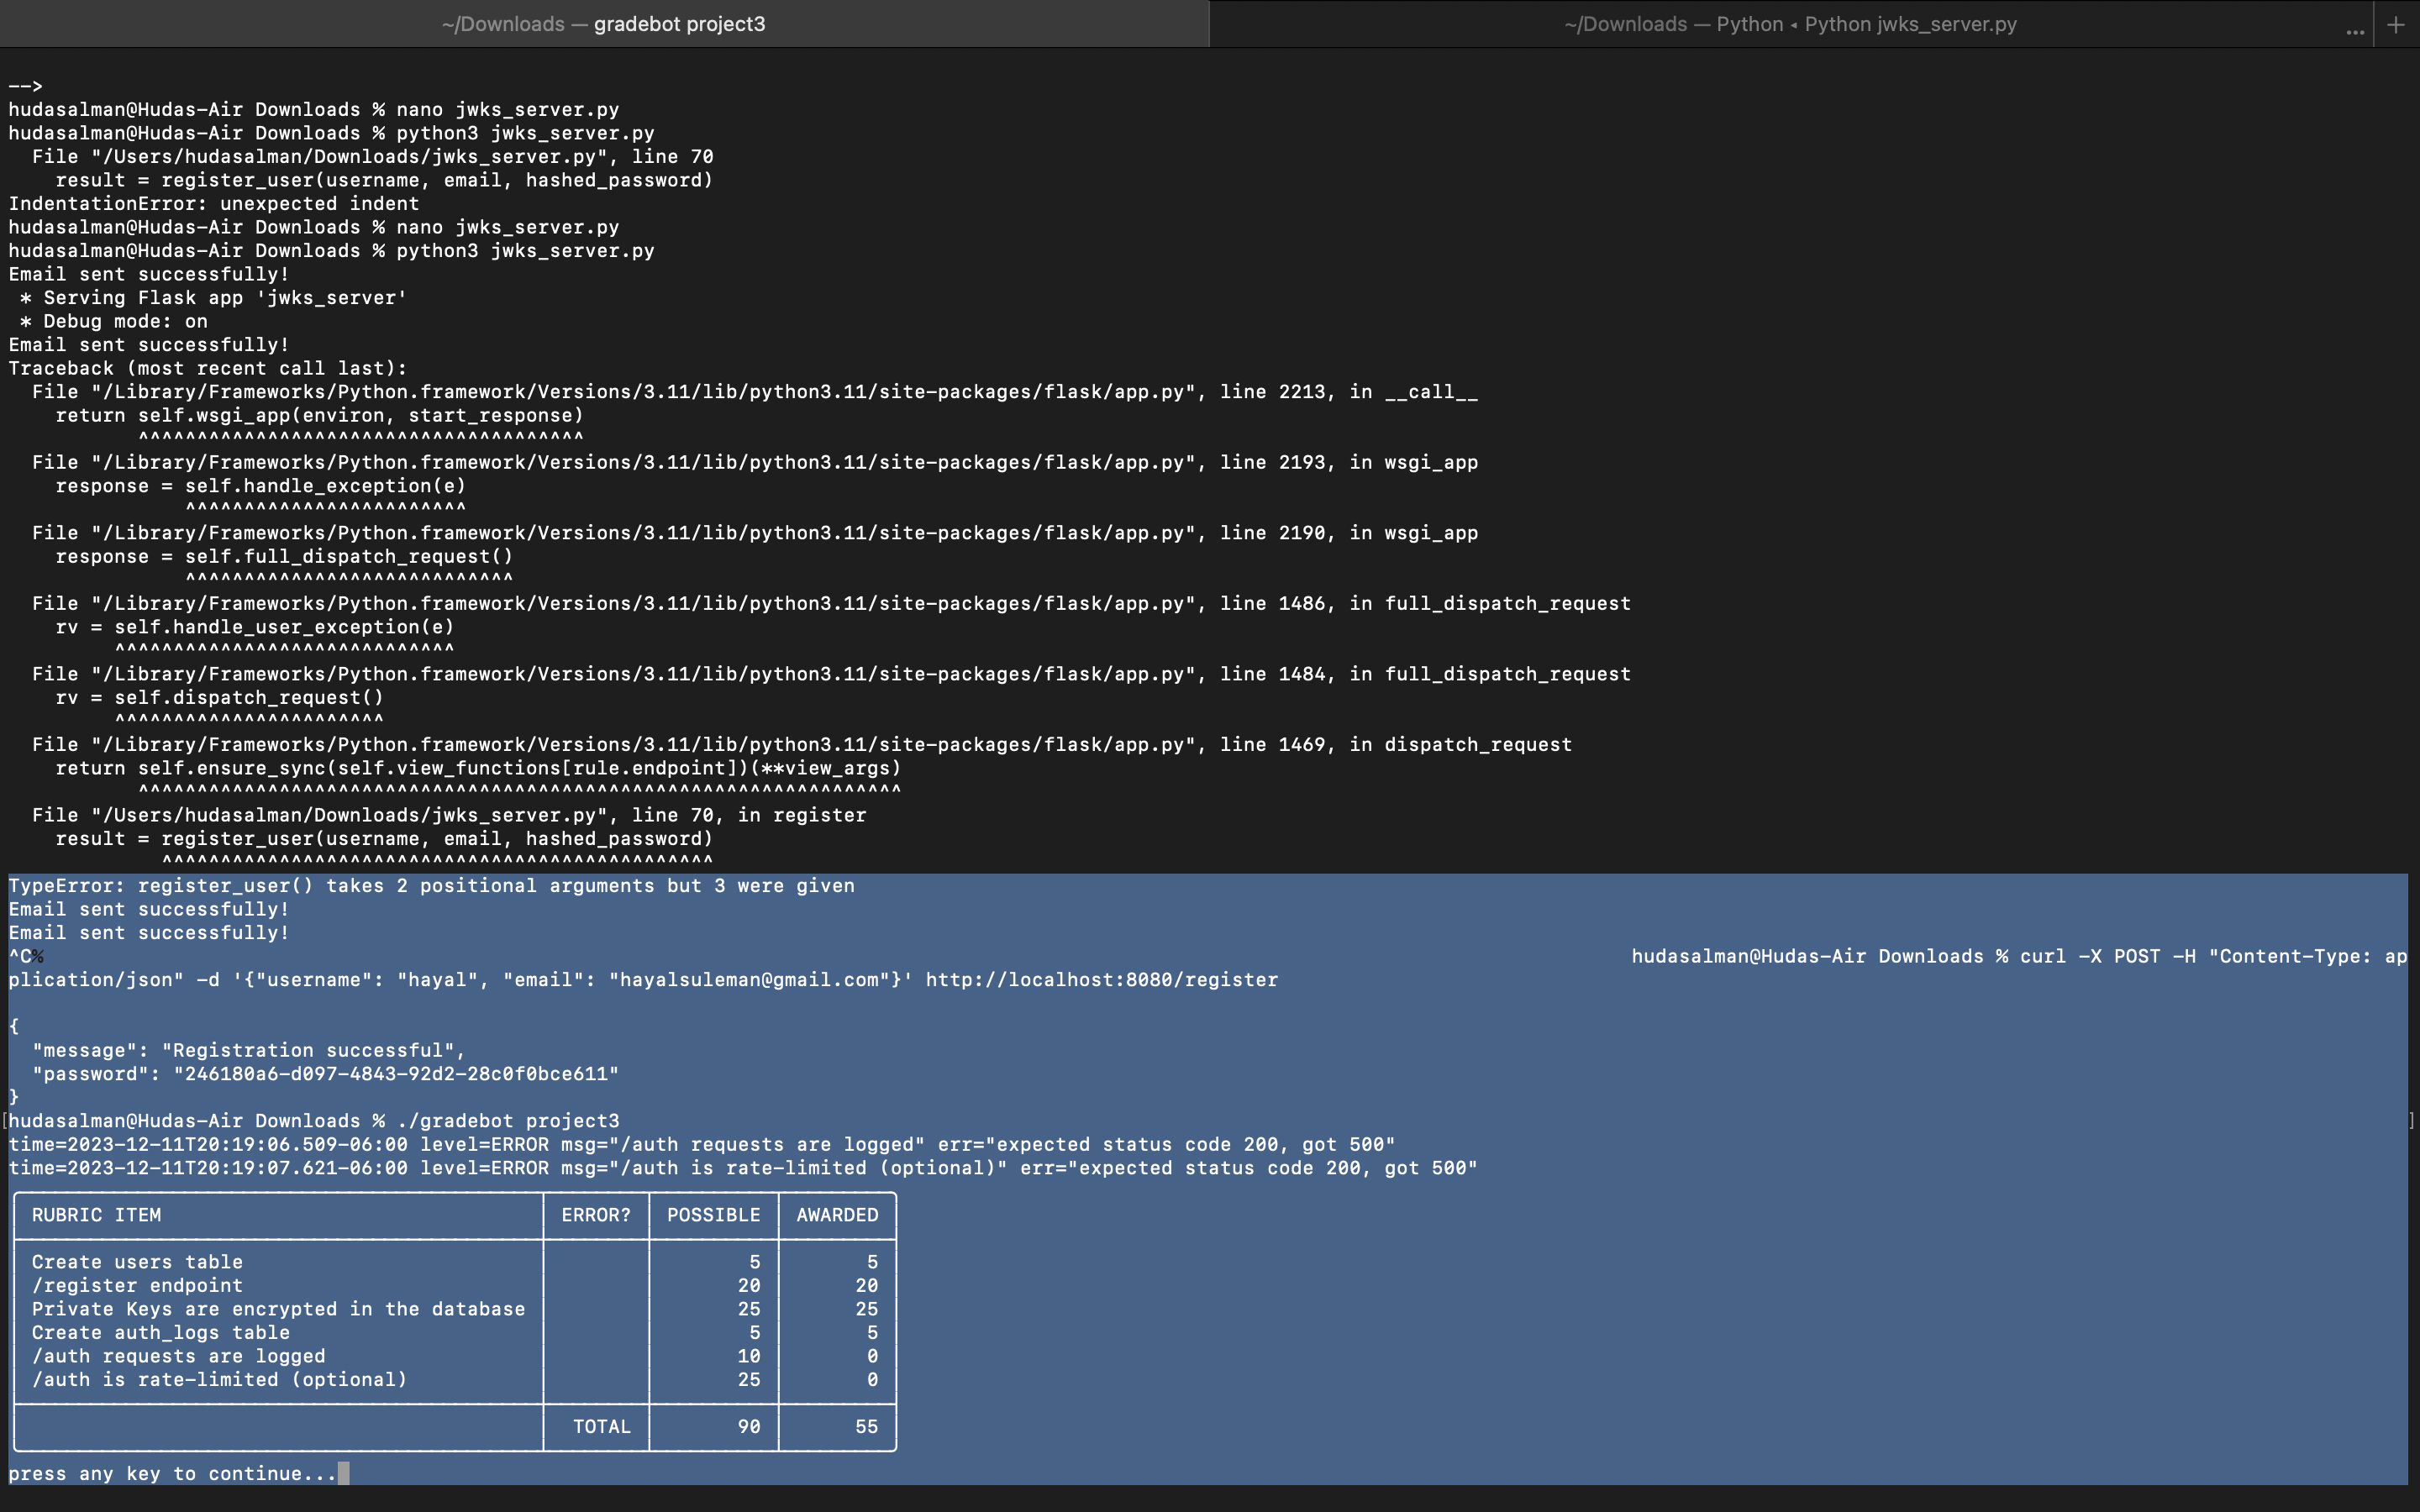 ~/Downloads — gradebot project3
~/Downloads — Python ◂ Python jwks_server.py
... +
-->
hudasalman@Hudas-Air Downloads % nano jwks_server.py
hudasalman@Hudas-Air Downloads % python3 jwks_server.py
  File "/Users/hudasalman/Downloads/jwks_server.py", line 70
    result = register_user(username, email, hashed_password)
IndentationError: unexpected indent
hudasalman@Hudas-Air Downloads % nano jwks_server.py
hudasalman@Hudas-Air Downloads % python3 jwks_server.py
Email sent successfully!
 * Serving Flask app 'jwks_server'
 * Debug mode: on
Email sent successfully!
Traceback (most recent call last):
  File "/Library/Frameworks/Python.framework/Versions/3.11/lib/python3.11/site-packages/flask/app.py", line 2213, in __call__
    return self.wsgi_app(environ, start_response)
           ^^^^^^^^^^^^^^^^^^^^^^^^^^^^^^^^^^^^^^
  File "/Library/Frameworks/Python.framework/Versions/3.11/lib/python3.11/site-packages/flask/app.py", line 2193, in wsgi_app
    response = self.handle_exception(e)
               ^^^^^^^^^^^^^^^^^^^^^^^^
  File "/Library/Frameworks/Python.framework/Versions/3.11/lib/python3.11/site-packages/flask/app.py", line 2190, in wsgi_app
    response = self.full_dispatch_request()
               ^^^^^^^^^^^^^^^^^^^^^^^^^^^^
  File "/Library/Frameworks/Python.framework/Versions/3.11/lib/python3.11/site-packages/flask/app.py", line 1486, in full_dispatch_request
    rv = self.handle_user_exception(e)
         ^^^^^^^^^^^^^^^^^^^^^^^^^^^^^
  File "/Library/Frameworks/Python.framework/Versions/3.11/lib/python3.11/site-packages/flask/app.py", line 1484, in full_dispatch_request
    rv = self.dispatch_request()
         ^^^^^^^^^^^^^^^^^^^^^^^
  File "/Library/Frameworks/Python.framework/Versions/3.11/lib/python3.11/site-packages/flask/app.py", line 1469, in dispatch_request
    return self.ensure_sync(self.view_functions[rule.endpoint])(**view_args)
           ^^^^^^^^^^^^^^^^^^^^^^^^^^^^^^^^^^^^^^^^^^^^^^^^^^^^^^^^^^^^^^^^^
  File "/Users/hudasalman/Downloads/jwks_server.py", line 70, in register
    result = register_user(username, email, hashed_password)
             ^^^^^^^^^^^^^^^^^^^^^^^^^^^^^^^^^^^^^^^^^^^^^^^
TypeError: register_user() takes 2 positional arguments but 3 were given
Email sent successfully!
Email sent successfully!
^C% hudasalman@Hudas-Air Downloads % curl -X POST -H "Content-Type: ap
plication/json" -d '{"username": "hayal", "email": "hayalsuleman@gmail.com"}' http://localhost:8080/register
{
  "message": "Registration successful",
  "password": "246180a6-d097-4843-92d2-28c0f0bce611"
}
[hudasalman@Hudas-Air Downloads % ./gradebot project3 ]
time=2023-12-11T20:19:06.509-06:00 level=ERROR msg="/auth requests are logged" err="expected status code 200, got 500"
time=2023-12-11T20:19:07.621-06:00 level=ERROR msg="/auth is rate-limited (optional)" err="expected status code 200, got 500"
RUBRIC ITEM ERROR? POSSIBLE AWARDED
Create users table 5 5
/register endpoint 20 20
Private Keys are encrypted in the database 25 25
Create auth_logs table 5 5
/auth requests are logged 10 0
/auth is rate-limited (optional) 25 0
TOTAL 90 55
press any key to continue...